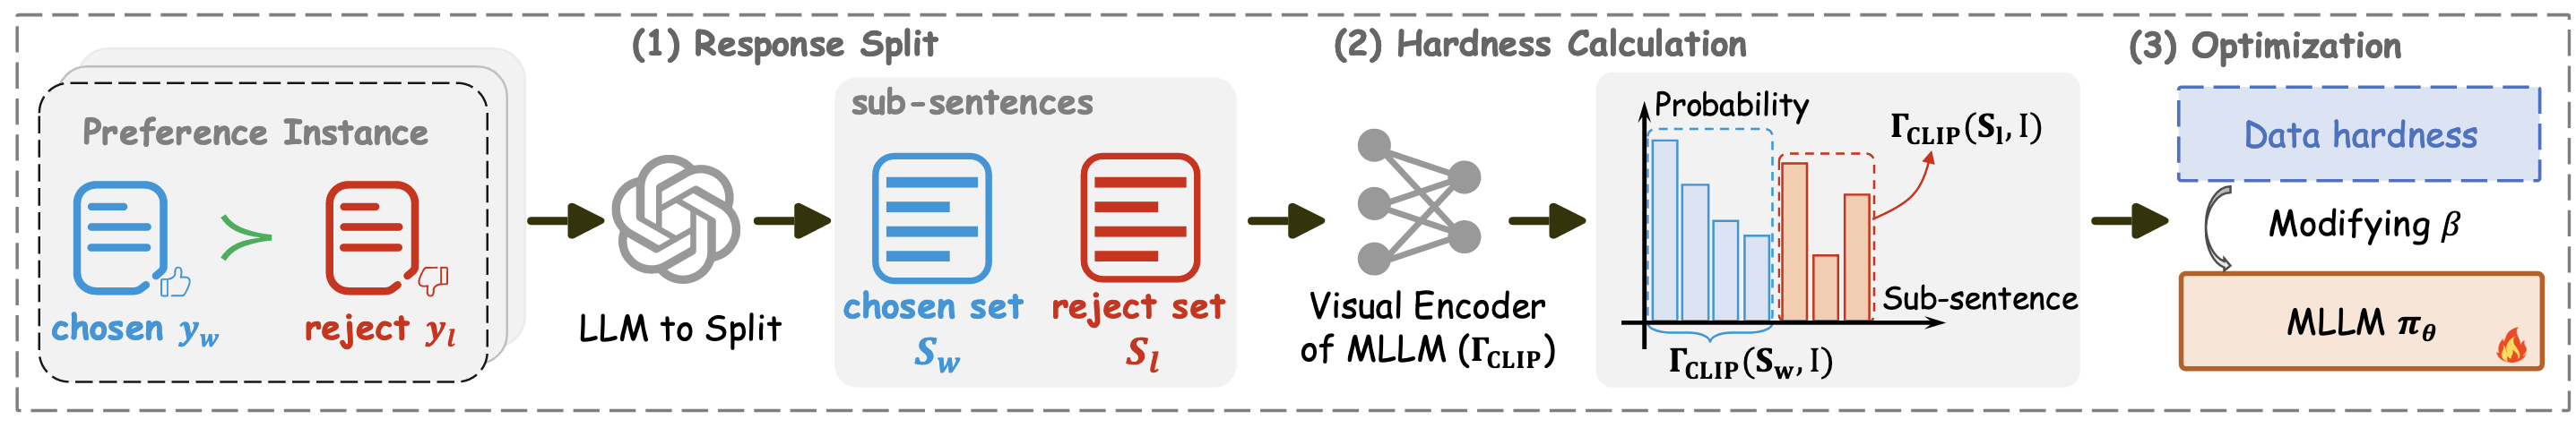 (1) Response Split
(2) Hardness Calculation
(3) Optimization
Preference Instance
chosen y_w
reject y_l
LLM to Split
sub-sentences
chosen set
S_w
reject set
S_l
Visual Encoder
of MLLM (Γ_CLIP)
Probability
Γ_CLIP(S_l, I)
Sub-sentence
Γ_CLIP(S_w, I)
Data hardness
Modifying β
MLLM π_θ